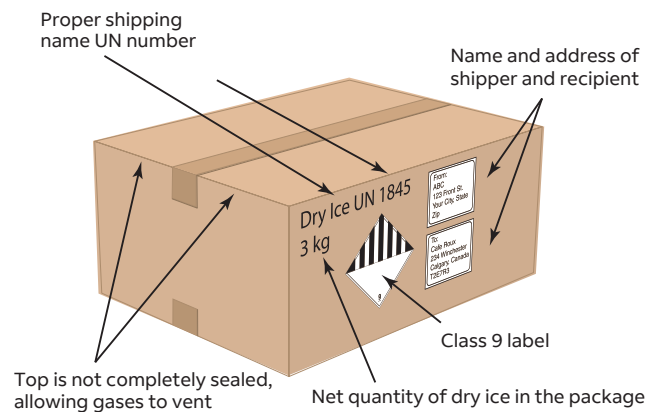 Proper shipping
name UN number
Name and address of
shipper and recipient
Dry Ice UN 1845
3 kg
From:
ABC
123 Front St.
Your City, State
Zip
To:
Cale Roux
234 Winchester
Calgary, Canada
T2E7R3
9
Class 9 label
Top is not completely sealed,
allowing gases to vent
Net quantity of dry ice in the package